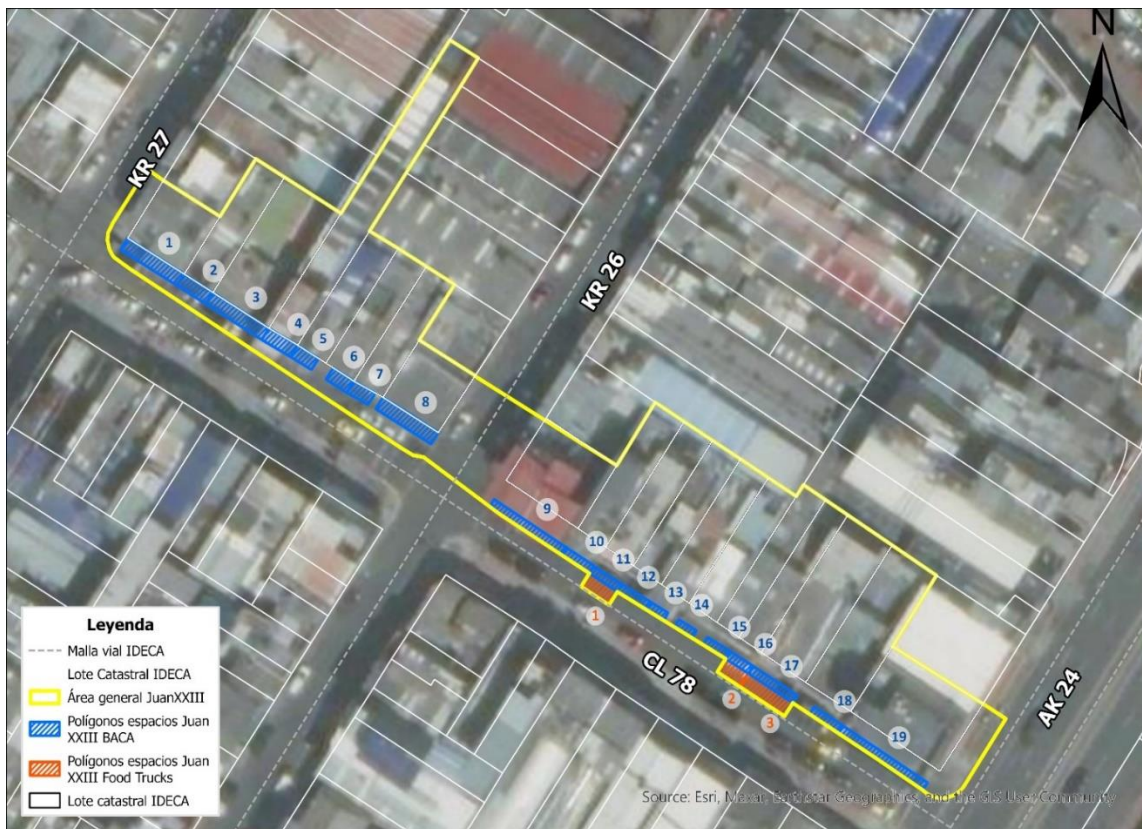 N
KR 27
KR 26
1
2
3
4
5
6
7
8
9
10
11
12
13
14
15
16
17
18
19
1
2
3
CL 78
AK 24
Leyenda
Malla vial IDECA
Lote Catastral IDECA
Área general JuanXXIII
Polígonos espacios Juan
XXIII BACA
Polígonos espacios Juan
XXIII Food Trucks
Lote catastral IDECA
Source: Esri, Maxar, Earthstar Geographics, and the GIS User Community